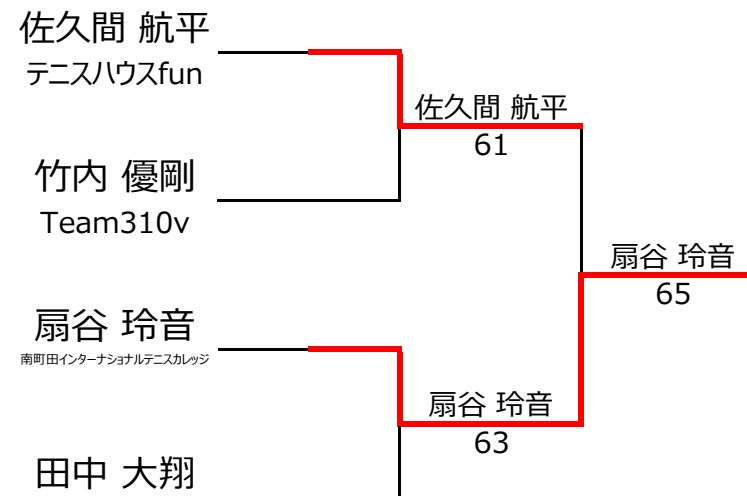 佐久間 航平
テニスハウスfun
佐久間 航平
61
竹内 優剛
Team310v
扇谷 玲音
65
扇谷 玲音
南町田インターナショナルテニスカレッジ
扇谷 玲音
63
田中 大翔